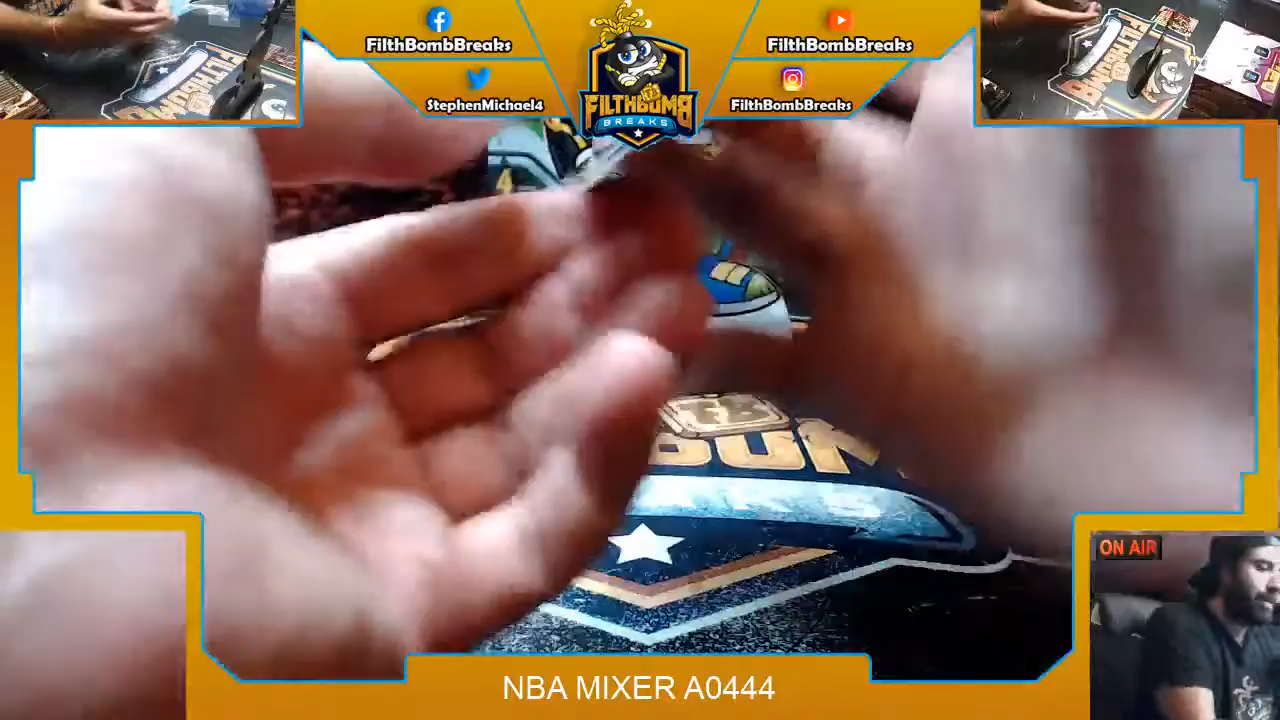 FilthBombBreaks
FilthBombBreaks
StephenMichael4
FilthBombBreaks
FILTHBOMB
BREAKS
ON AIR
NBA MIXER A0444